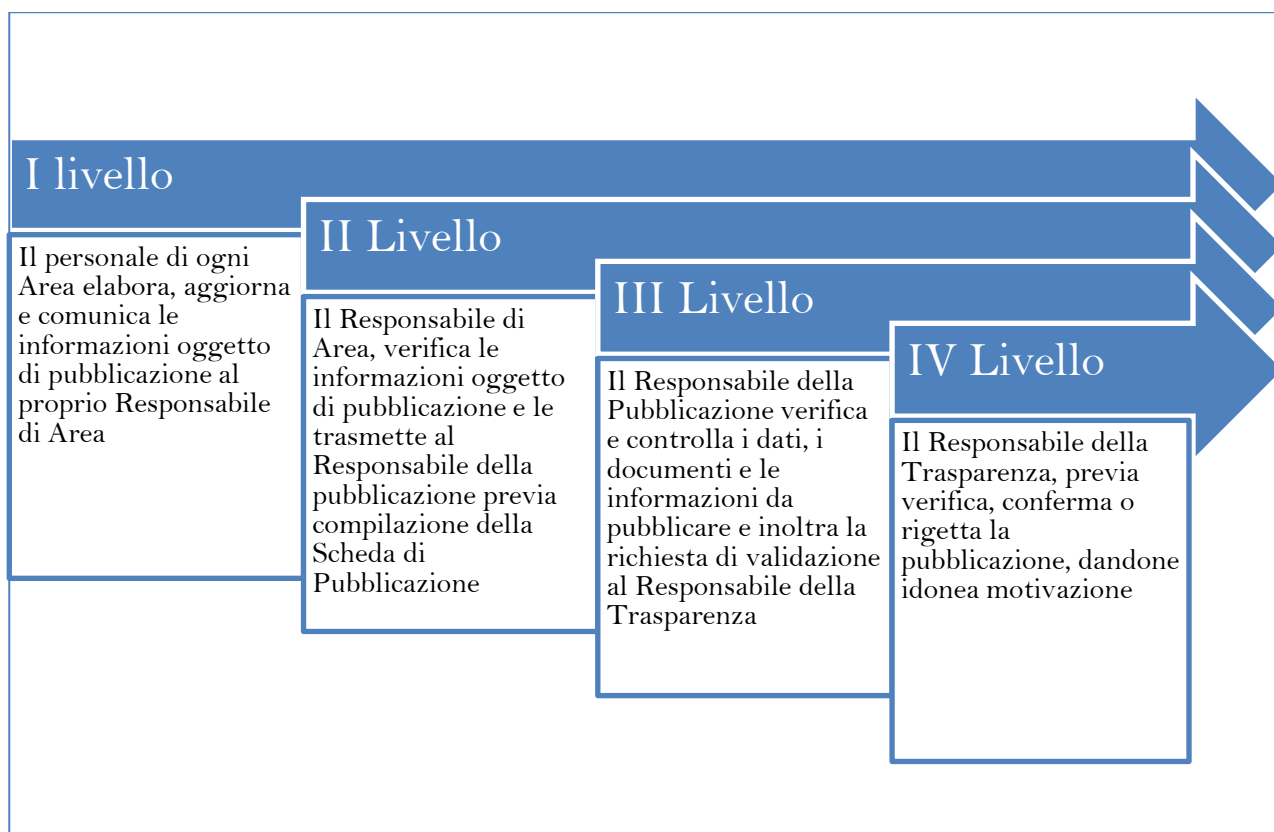 I livello
Il personale di ogni
Area elabora, aggiorna
e comunica le
informazioni oggetto
di pubblicazione al
proprio Responsabile
di Area
II Livello
Il Responsabile di
Area, verifica le
informazioni oggetto
di pubblicazione e le
trasmette al
Responsabile della
pubblicazione previa
compilazione della
Scheda di
Pubblicazione
III Livello
Il Responsabile della
Pubblicazione verifica
e controlla i dati, i
documenti e le
informazioni da
pubblicare e inoltra la
richiesta di validazione
al Responsabile della
Trasparenza
IV Livello
Il Responsabile della
Trasparenza, previa
verifica, conferma o
rigetta la
pubblicazione, dandone
idonea motivazione